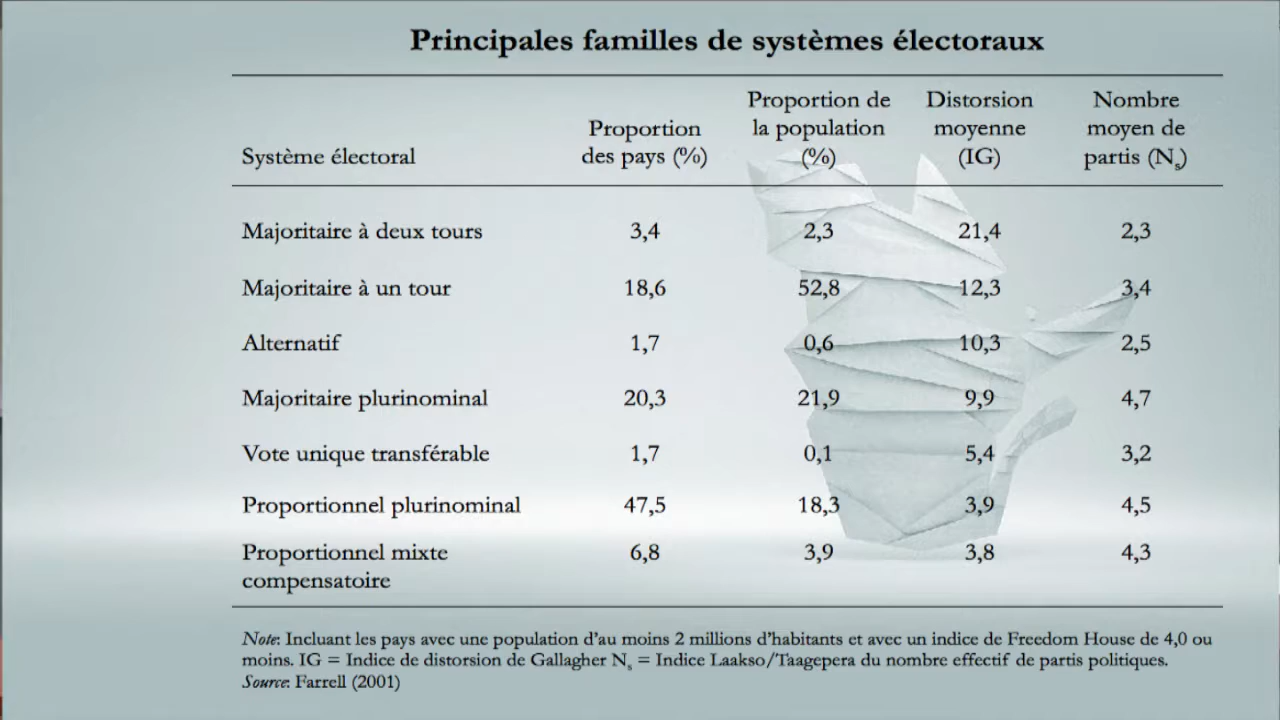 Principales familles de systèmes électoraux
Système électoral
Proportion
des pays (%)
Proportion de
la population
(%)
Distorsion
moyenne
(IG)
Nombre
moyen de
partis (Ns)
Majoritaire à deux tours 3,4 2,3 21,4 2,3
Majoritaire à un tour 18,6 52,8 12,3 3,4
Alternatif 1,7 0,6 10,3 2,5
Majoritaire plurinominal 20,3 21,9 9,9 4,7
Vote unique transférable 1,7 0,1 5,4 3,2
Proportionnel plurinominal 47,5 18,3 3,9 4,5
Proportionnel mixte 6,8 3,9 3,8 4,3
compensatoire
Note: Incluant les pays avec une population d'au moins 2 millions d'habitants et avec un indice de Freedom House de 4,0 ou
moins. IG = Indice de distorsion de Gallagher Ns = Indice Laakso/Taagepera du nombre effectif de partis politiques.
Source: Farrell (2001)